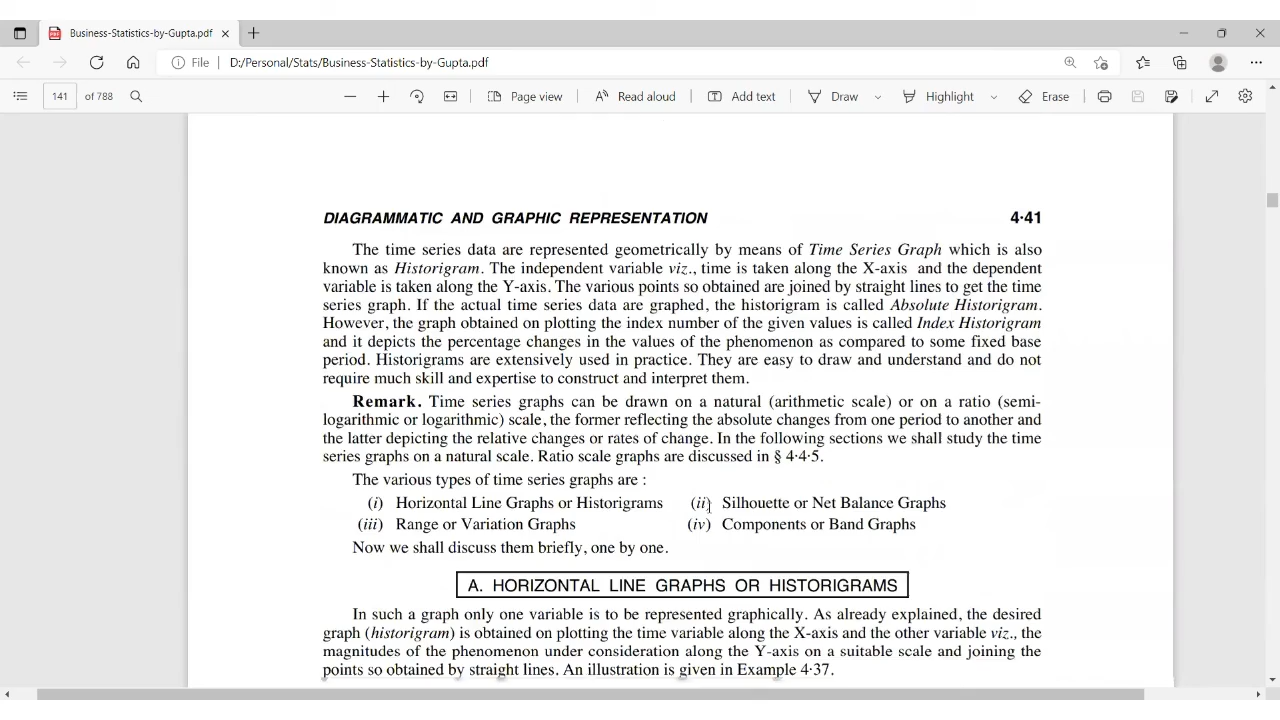 Business-Statistics-by-Gupta.pdf
File | D:/Personal/Stats/Business-Statistics-by-Gupta.pdf
141 of 788 Page view Read aloud Add text Draw Highlight Erase
DIAGRAMMATIC AND GRAPHIC REPRESENTATION 4·41
The time series data are represented geometrically by means of Time Series Graph which is also
known as Historigram. The independent variable viz., time is taken along the X-axis and the dependent
variable is taken along the Y-axis. The various points so obtained are joined by straight lines to get the time
series graph. If the actual time series data are graphed, the historigram is called Absolute Historigram.
However, the graph obtained on plotting the index number of the given values is called Index Historigram
and it depicts the percentage changes in the values of the phenomenon as compared to some fixed base
period. Historigrams are extensively used in practice. They are easy to draw and understand and do not
require much skill and expertise to construct and interpret them.
Remark. Time series graphs can be drawn on a natural (arithmetic scale) or on a ratio (semi-
logarithmic or logarithmic) scale, the former reflecting the absolute changes from one period to another and
the latter depicting the relative changes or rates of change. In the following sections we shall study the time
series graphs on a natural scale. Ratio scale graphs are discussed in § 4·4·5.
The various types of time series graphs are :
(i) Horizontal Line Graphs or Historigrams (ii) Silhouette or Net Balance Graphs
(iii) Range or Variation Graphs (iv) Components or Band Graphs
Now we shall discuss them briefly, one by one.
A. HORIZONTAL LINE GRAPHS OR HISTORIGRAMS
In such a graph only one variable is to be represented graphically. As already explained, the desired
graph (historigram) is obtained on plotting the time variable along the X-axis and the other variable viz., the
magnitudes of the phenomenon under consideration along the Y-axis on a suitable scale and joining the
points so obtained by straight lines. An illustration is given in Example 4·37.